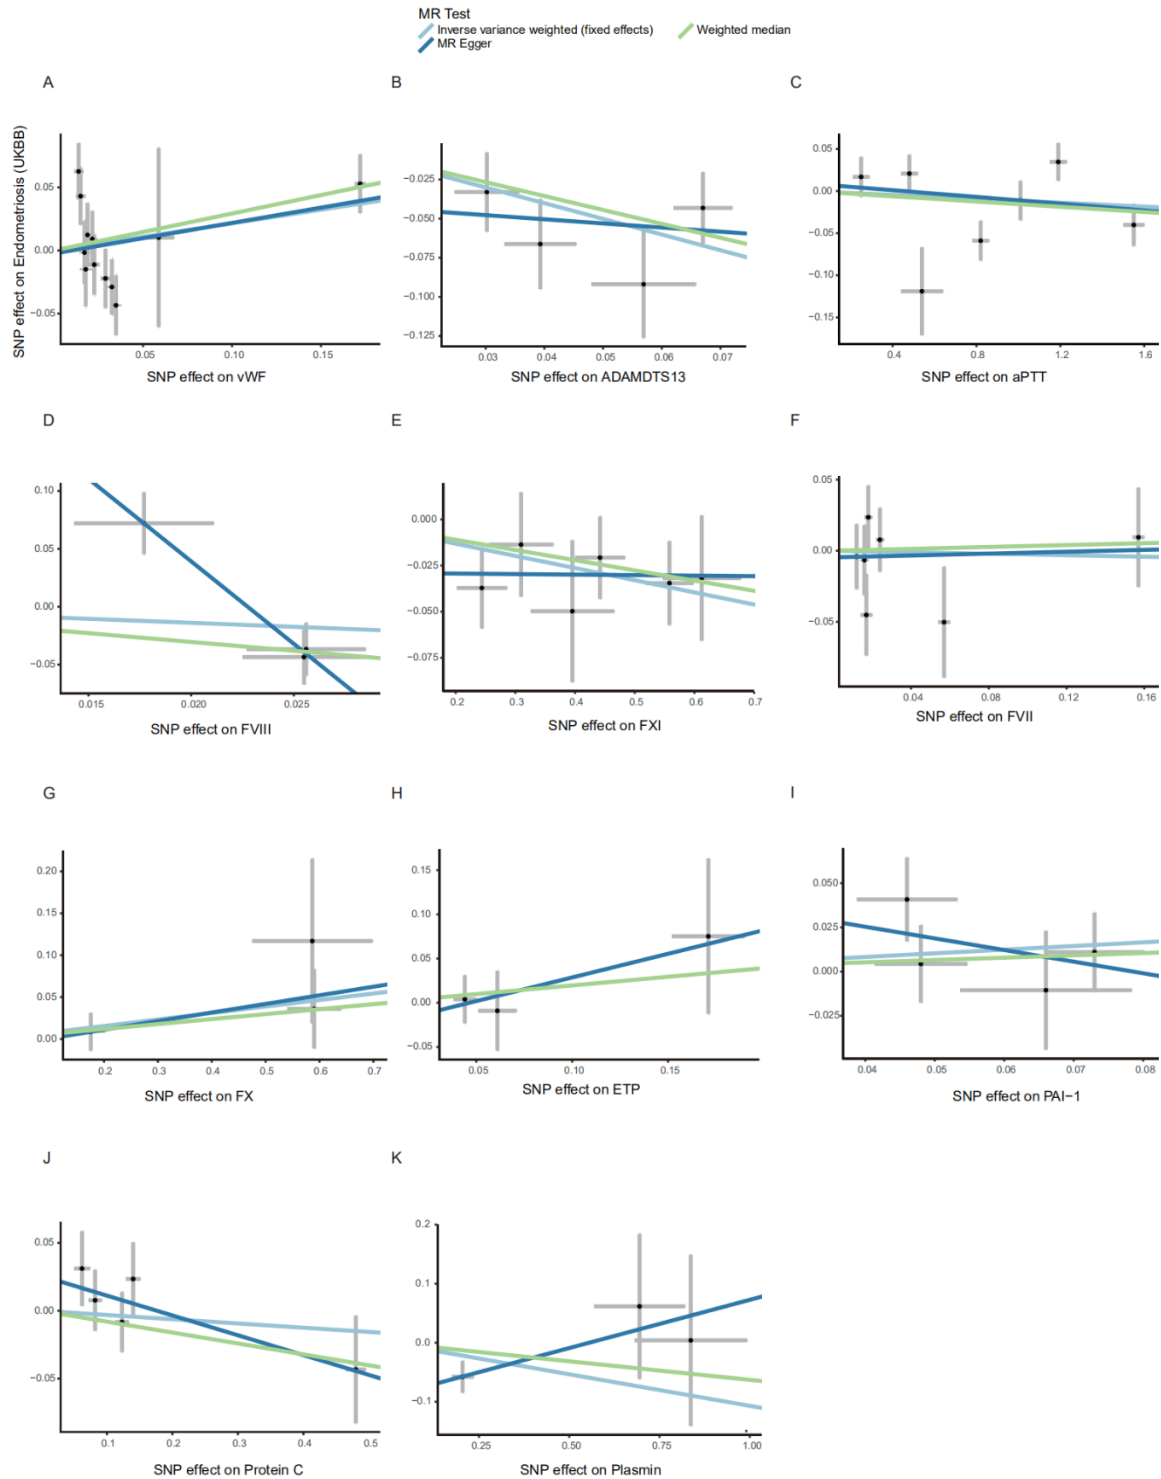 MR Test
Inverse variance weighted (fixed effects) Weighted median
MR Egger
A B C
SNP effect on Endometriosis (UKBB)
0.05
0.00
−0.05
0.05 0.10 0.15
SNP effect on vWF
−0.025
−0.050
−0.075
−0.100
−0.125
0.03 0.04 0.05 0.06 0.07
SNP effect on ADAMDTS13
0.05
0.00
−0.05
−0.10
−0.15
0.4 0.8 1.2 1.6
SNP effect on aPTT
D E F
0.10
0.05
0.00
−0.05
0.015 0.020 0.025
SNP effect on FVIII
0.000
−0.025
−0.050
−0.075
0.2 0.3 0.4 0.5 0.6 0.7
SNP effect on FXI
0.05
0.00
−0.05
0.04 0.08 0.12 0.16
SNP effect on FVII
G H I
0.20
0.15
0.10
0.05
0.00
0.2 0.3 0.4 0.5 0.6 0.7
SNP effect on FX
0.15
0.10
0.05
0.00
−0.05
0.05 0.10 0.15
SNP effect on ETP
0.050
0.025
0.000
−0.025
0.04 0.05 0.06 0.07 0.08
SNP effect on PAI−1
J K
0.05
0.00
−0.05
0.1 0.2 0.3 0.4 0.5
SNP effect on Protein C
0.2
0.1
0.0
−0.1
0.25 0.50 0.75 1.00
SNP effect on Plasmin